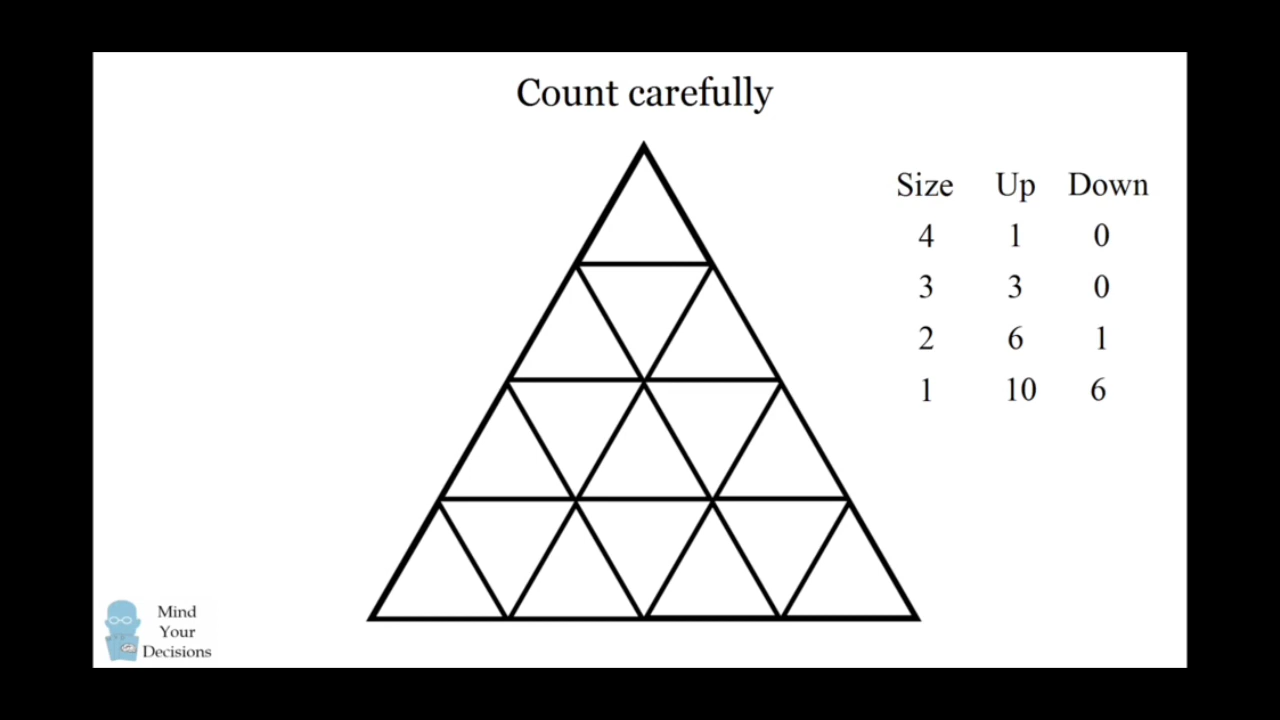 Count carefully
Size Up Down
4 1 0
3 3 0
2 6 1
1 10 6
Mind
Your
Decisions